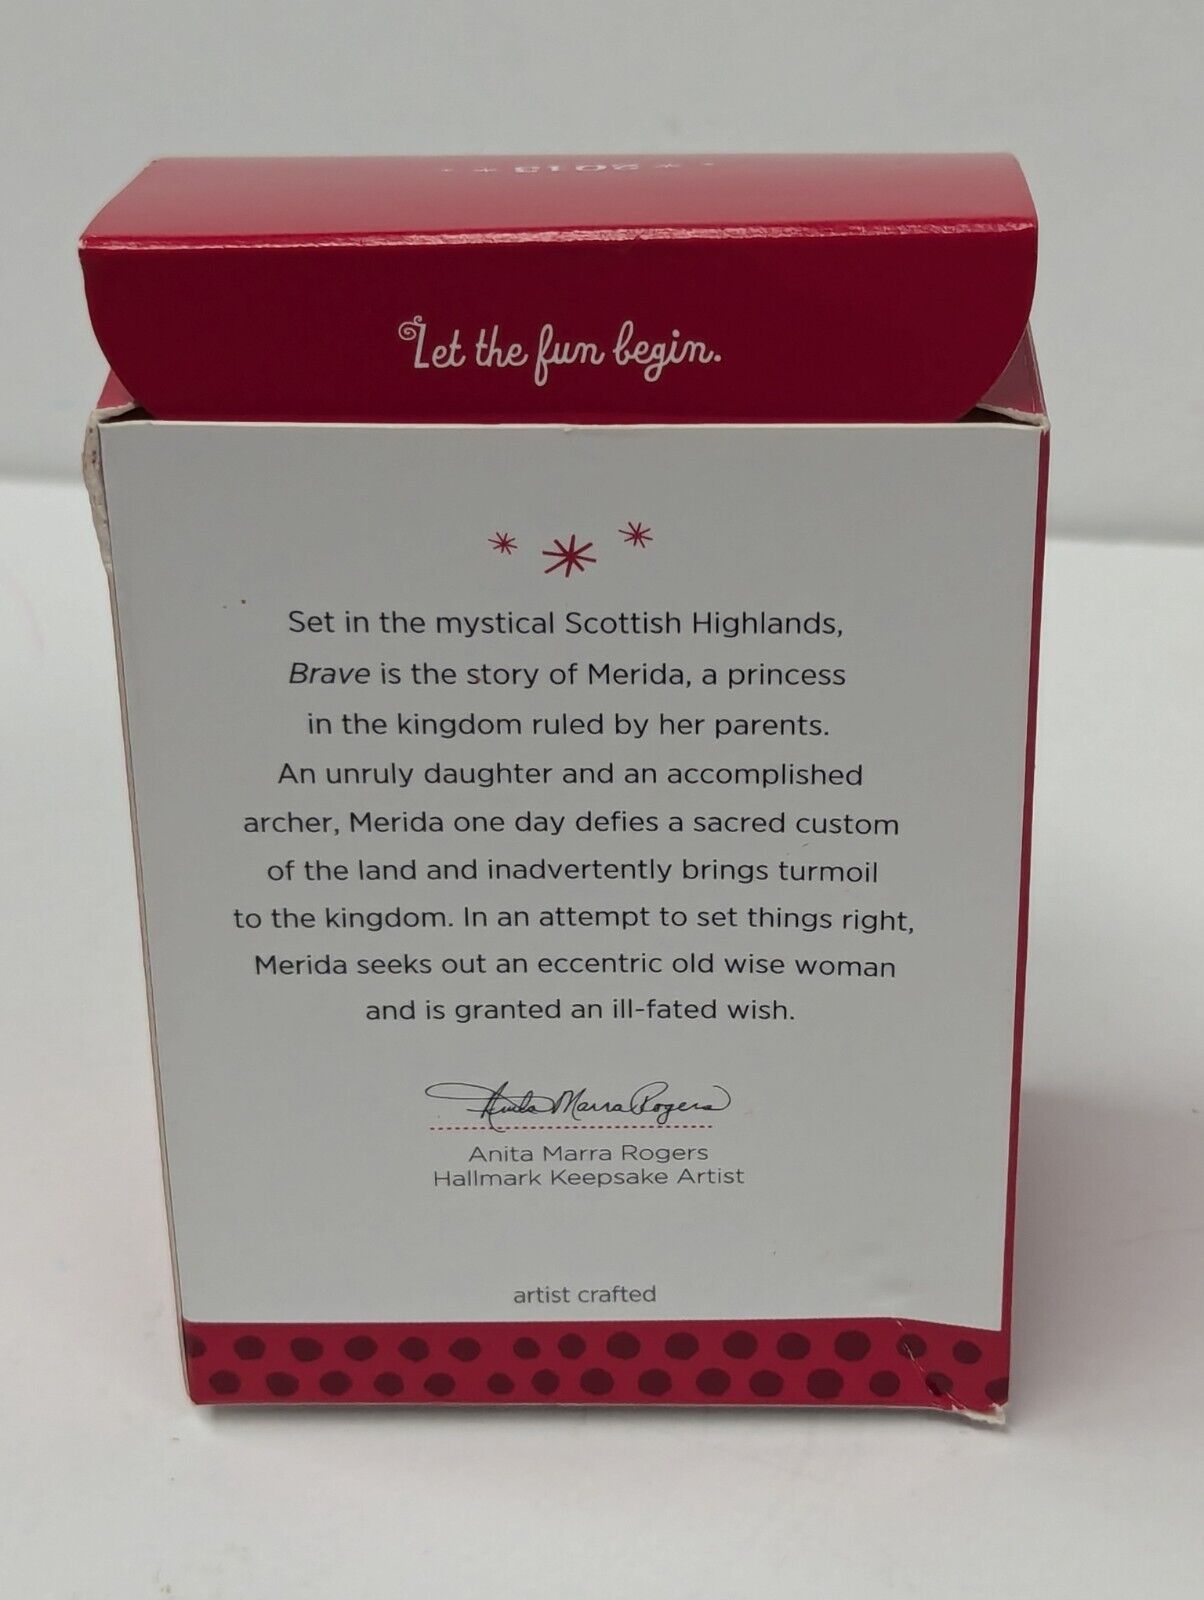 2013
Let the fun begin.
Set in the mystical Scottish Highlands,
Brave is the story of Merida, a princess
in the kingdom ruled by her parents.
An unruly daughter and an accomplished
archer, Merida one day defies a sacred custom
of the land and inadvertently brings turmoil
to the kingdom. In an attempt to set things right,
Merida seeks out an eccentric old wise woman
and is granted an ill-fated wish.
Anita Marra Rogers
Anita Marra Rogers
Hallmark Keepsake Artist
artist crafted